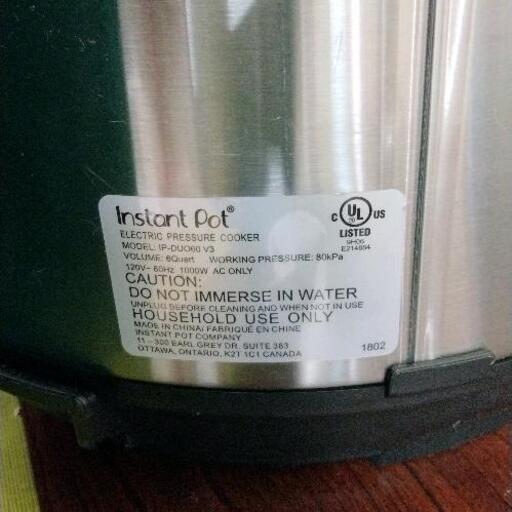 Instant Pot®
ELECTRIC PRESSURE COOKER
MODEL: IP-DUO60 V3
VOLUME: 6Quart WORKING PRESSURE: 80kPa
120V~ 60Hz 1000W AC ONLY
CAUTION:
DO NOT IMMERSE IN WATER
UNPLUG BEFORE CLEANING AND WHEN NOT IN USE
HOUSEHOLD USE ONLY
MADE IN CHINA/ FABRIQUÉ EN CHINE
INSTANT POT COMPANY
11-300 EARL GREY DR. SUITE 383
OTTAWA, ONTARIO, K2T 1C1 CANADA
1802
C UL US
LISTED
E214884